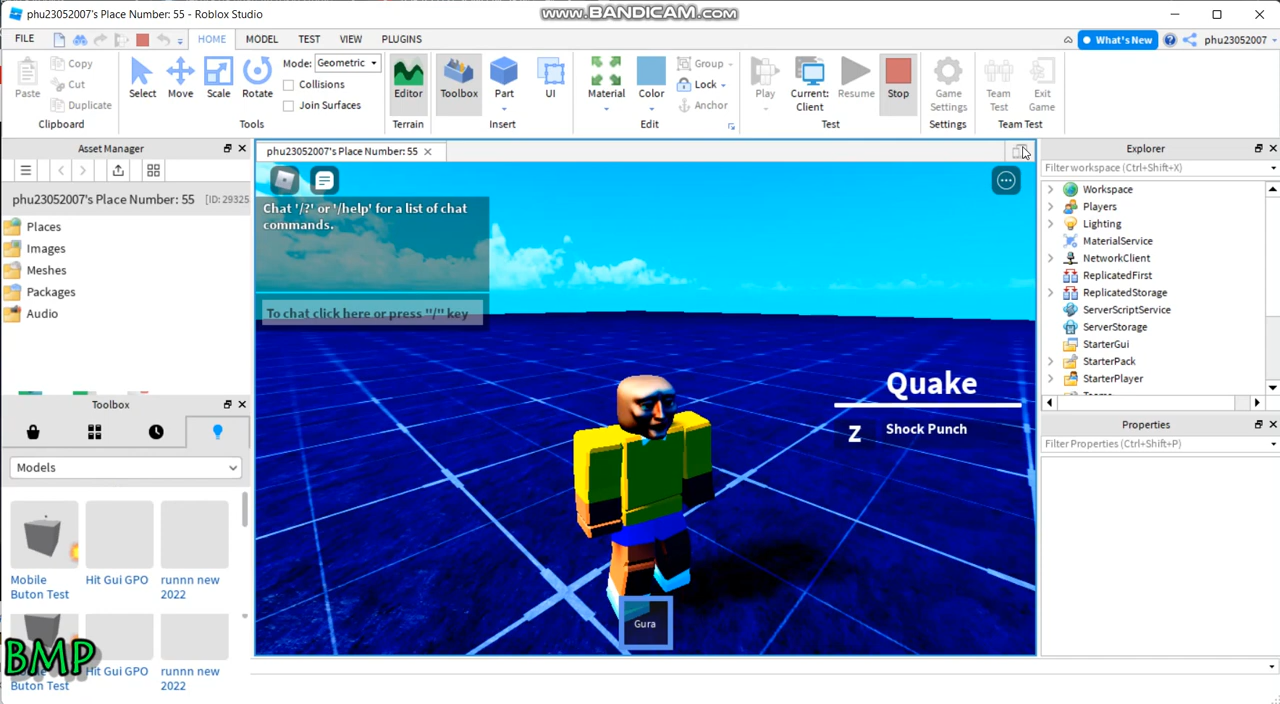 phu23052007's Place Number: 55 - Roblox Studio
www.BANDICAM.com
FILE
HOME
MODEL
TEST
VIEW
PLUGINS
What's New
phu23052007
Paste
Copy
Cut
Duplicate
Clipboard
Select
Move
Scale
Rotate
Mode:
Geometric
Collisions
Join Surfaces
Tools
Editor
Terrain
Toolbox
Part
UI
Insert
Material
Color
Group
Lock
Anchor
Edit
Play
Current:
Client
Resume
Stop
Test
Game
Settings
Settings
Team
Test
Exit
Game
Team Test
Asset Manager
phu23052007's Place Number: 55
[ID: 29325
Places
Images
Meshes
Packages
Audio
Toolbox
Models
Mobile
Buton Test
Hit Gui GPO
runnn new
2022
Buton Test
Hit Gui GPO
runnn new
2022
BMP
phu23052007's Place Number: 55
Chat '/?' or '/help' for a list of chat
commands.
To chat click here or press "/" key
Quake
Z
Shock Punch
Gura
Explorer
Filter workspace (Ctrl+Shift+X)
Workspace
Players
Lighting
MaterialService
NetworkClient
ReplicatedFirst
ReplicatedStorage
ServerScriptService
ServerStorage
StarterGui
StarterPack
StarterPlayer
Properties
Filter Properties (Ctrl+Shift+P)